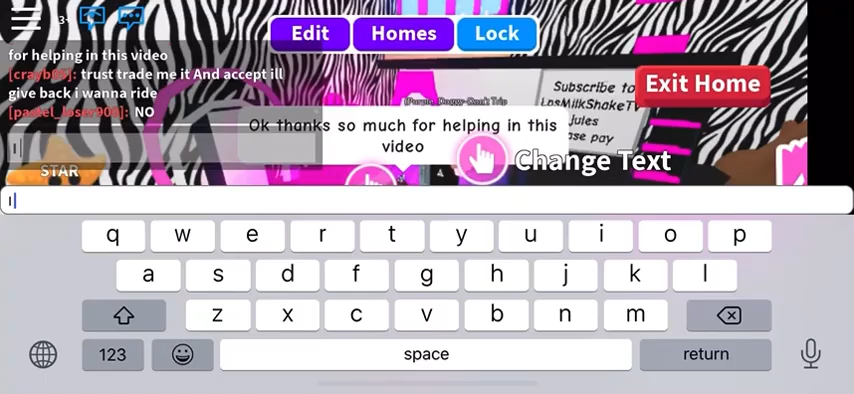 Edit
Homes
Lock
3+
for helping in this video
trust trade me it And accept ill
give back i wanna ride
NO
Exit Home
Subscribe to
LpsMilkShakeTV
Jules
pay
Ok thanks so much for helping in this
video
Change Text
STAR
q w e r t y u i o p
a s d f g h j k l
z x c v b n m
123
space
return